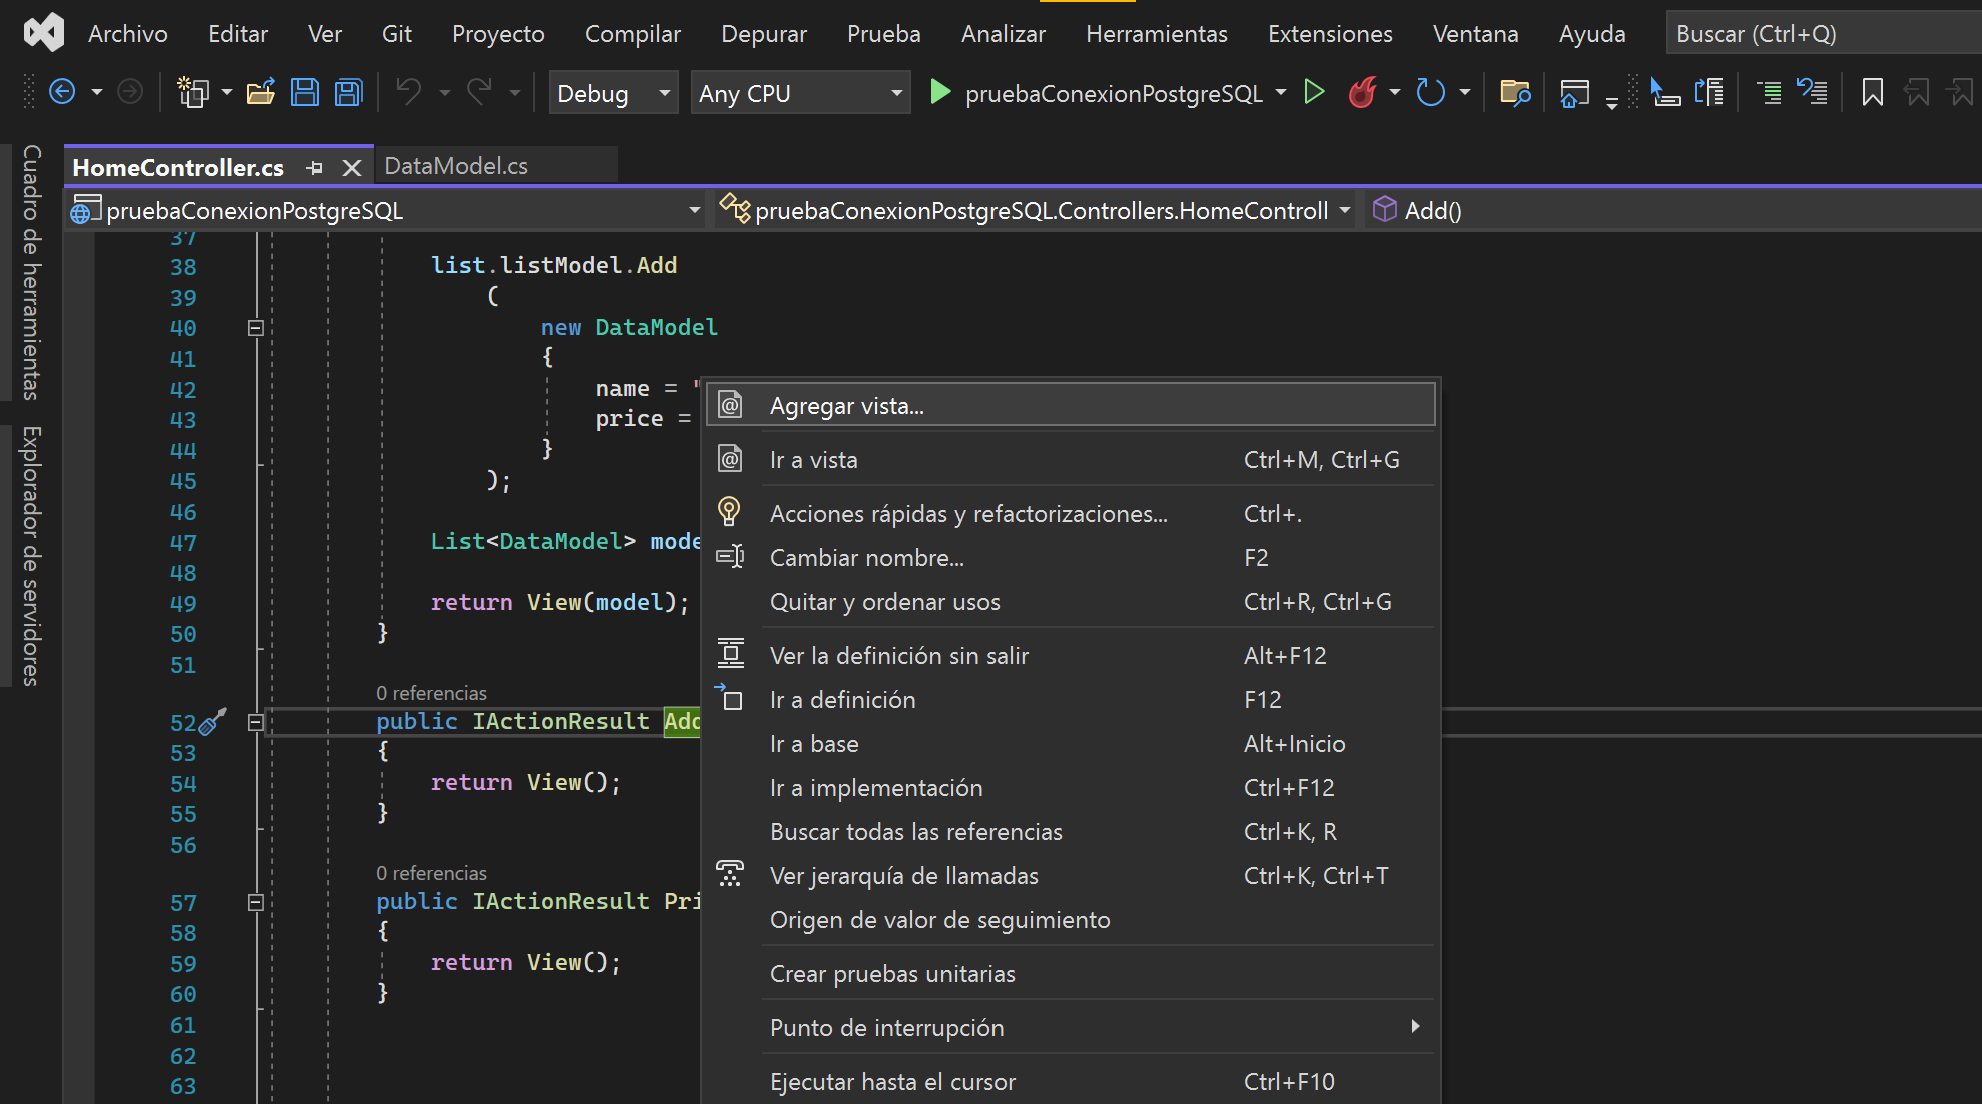 Archivo Editar Ver Git Proyecto Compilar Depurar Prueba Analizar Herramientas Extensiones Ventana Ayuda Buscar (Ctrl+Q)
Debug Any CPU pruebaConexionPostgreSQL
HomeController.cs DataModel.cs
pruebaConexionPostgreSQL pruebaConexionPostgreSQL.Controllers.HomeControll Add()
Cuadro de herramientas
Explorador de servidores
37
38 list.listModel.Add
39 (
40 new DataModel
41 {
42 name = "
43 price =
44 }
45 );
46
47 List<DataModel> mode
48
49 return View(model);
50 }
51
0 referencias
52 public IActionResult Add
53 {
54 return View();
55 }
56
0 referencias
57 public IActionResult Pri
58 {
59 return View();
60 }
61
62
63
Agregar vista...
Ir a vista Ctrl+M, Ctrl+G
Acciones rápidas y refactorizaciones... Ctrl+.
Cambiar nombre... F2
Quitar y ordenar usos Ctrl+R, Ctrl+G
Ver la definición sin salir Alt+F12
Ir a definición F12
Ir a base Alt+Inicio
Ir a implementación Ctrl+F12
Buscar todas las referencias Ctrl+K, R
Ver jerarquía de llamadas Ctrl+K, Ctrl+T
Origen de valor de seguimiento
Crear pruebas unitarias
Punto de interrupción
Ejecutar hasta el cursor Ctrl+F10